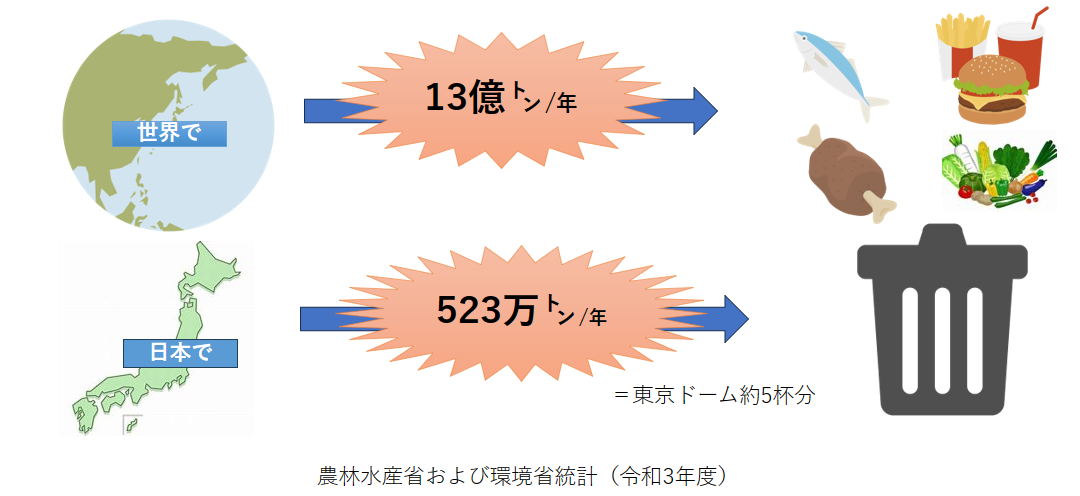 世界で
13億トン/年
日本で
523万トン/年
＝東京ドーム約5杯分
農林水産省および環境省統計（令和3年度）